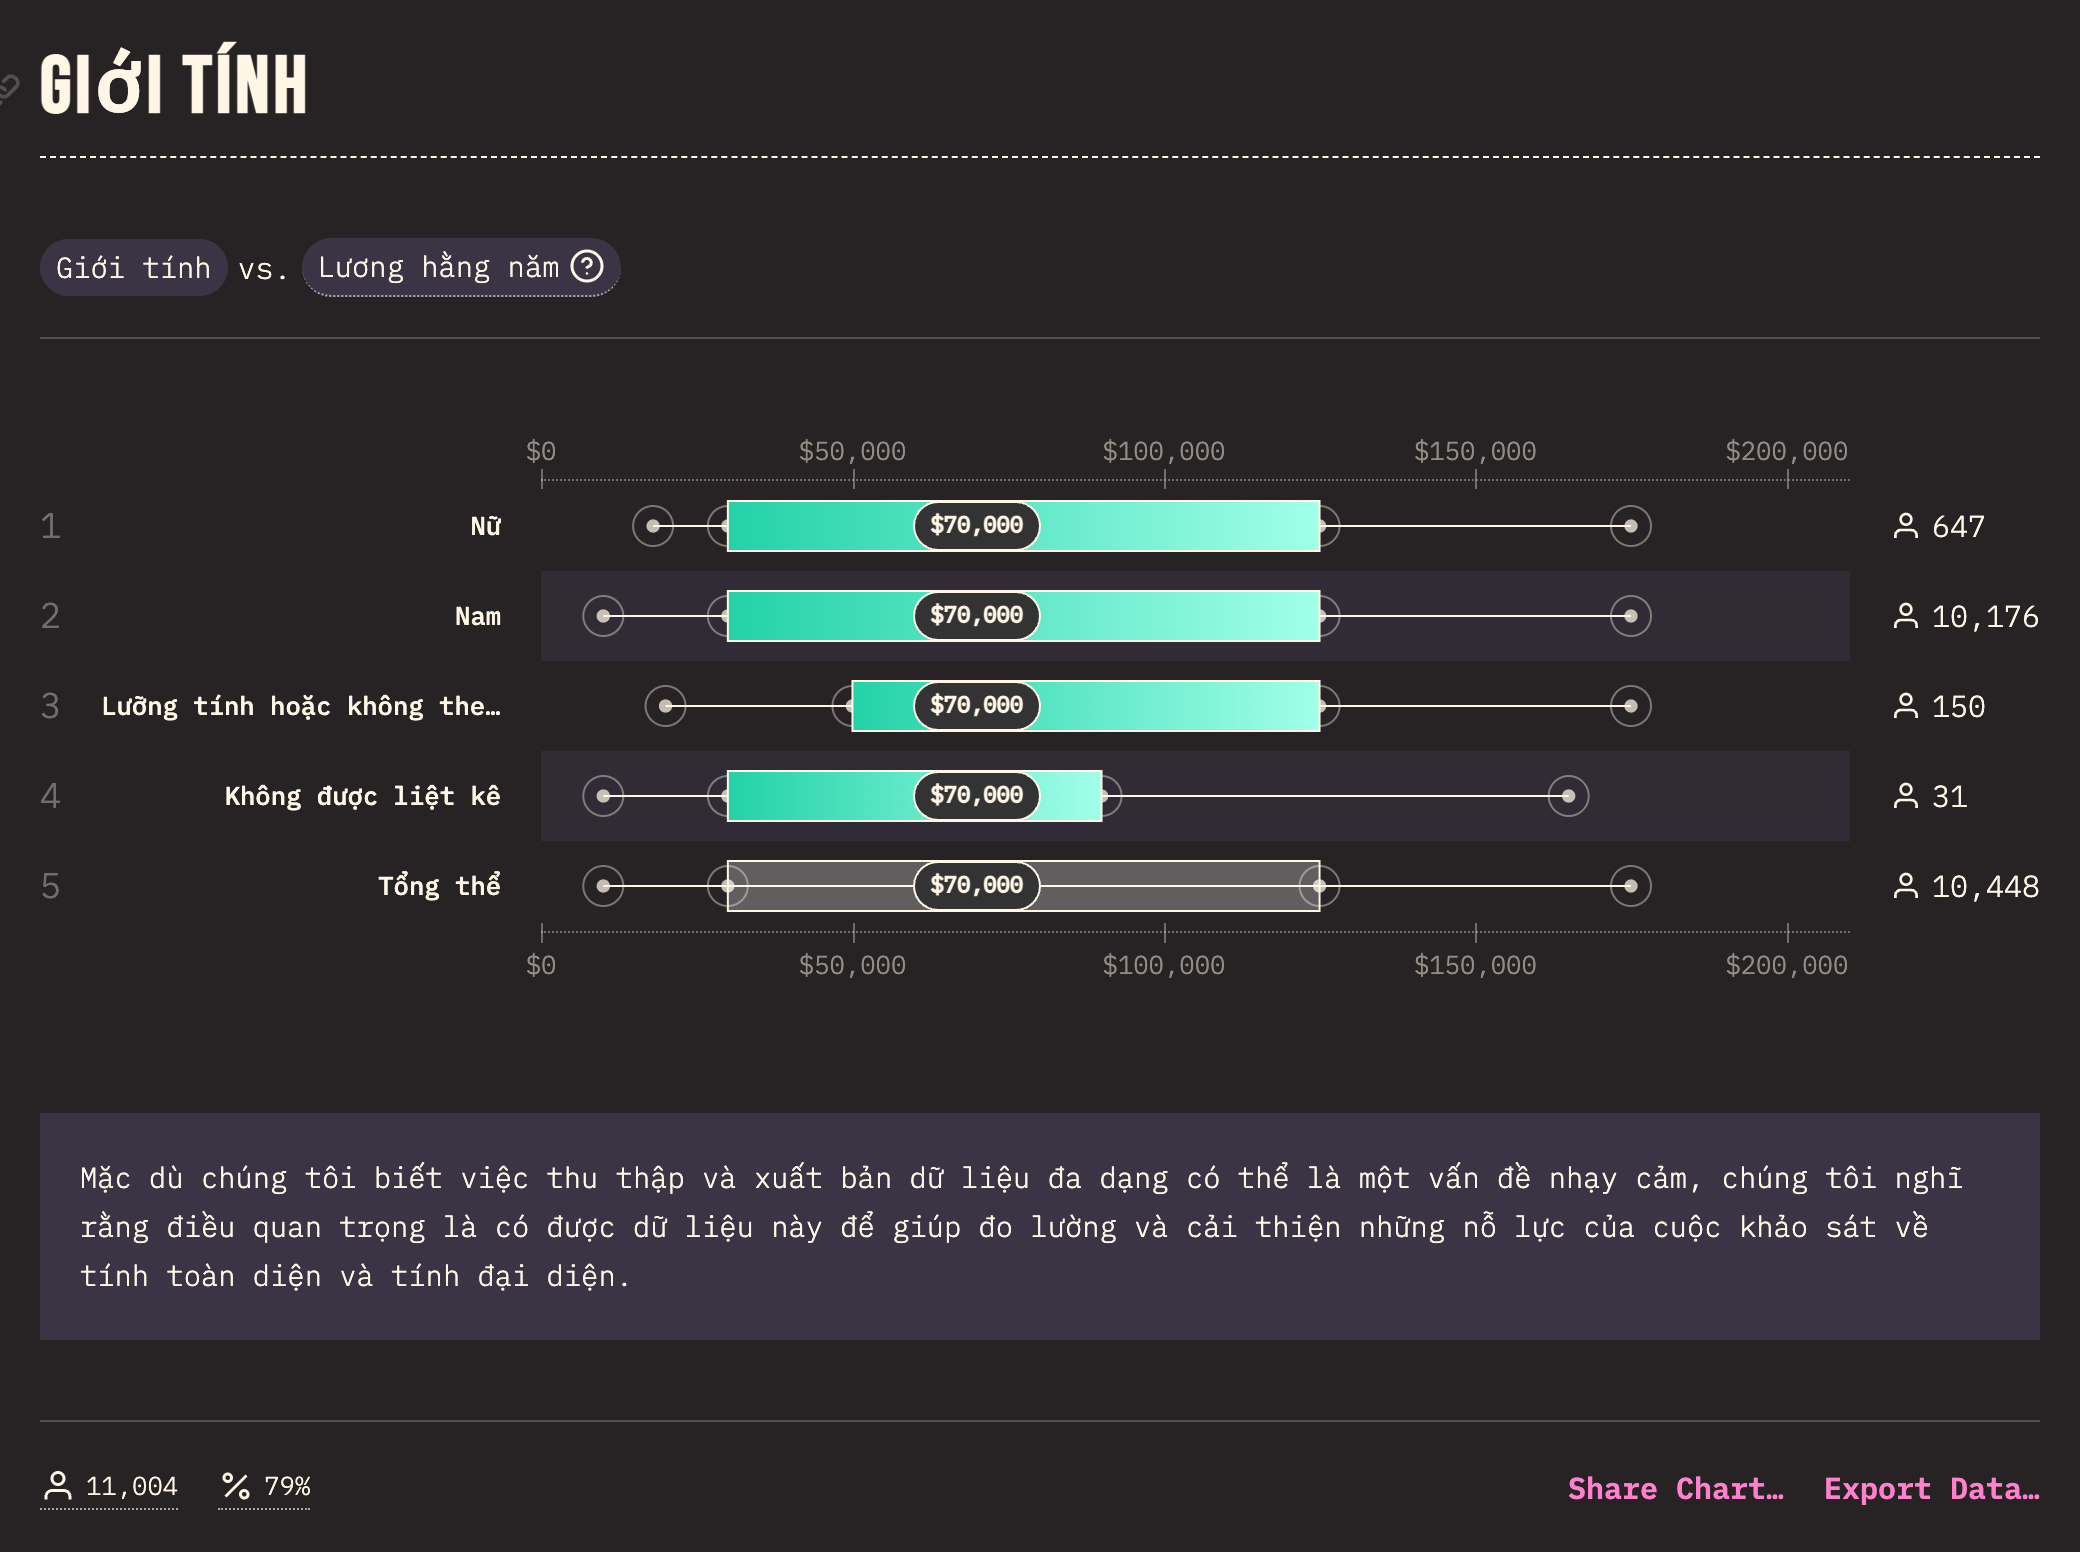 GIỚI TÍNH
Giới tính vs. Lương hằng năm ?
$0 $50,000 $100,000 $150,000 $200,000
1 Nữ $70,000 647
2 Nam $70,000 10,176
3 Lưỡng tính hoặc không the… $70,000 150
4 Không được liệt kê $70,000 31
5 Tổng thể $70,000 10,448
$0 $50,000 $100,000 $150,000 $200,000
Mặc dù chúng tôi biết việc thu thập và xuất bản dữ liệu đa dạng có thể là một vấn đề nhạy cảm, chúng tôi nghĩ
rằng điều quan trọng là có được dữ liệu này để giúp đo lường và cải thiện những nỗ lực của cuộc khảo sát về
tính toàn diện và tính đại diện.
11,004 % 79% Share Chart… Export Data…